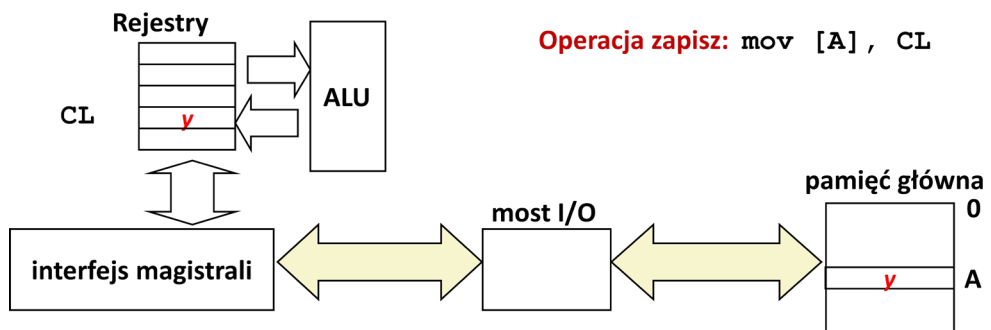 Rejestry
Operacja zapisz: mov [A], CL
ALU
CL
y
pamięć główna
most I/O
0
interfejs magistrali
y
A